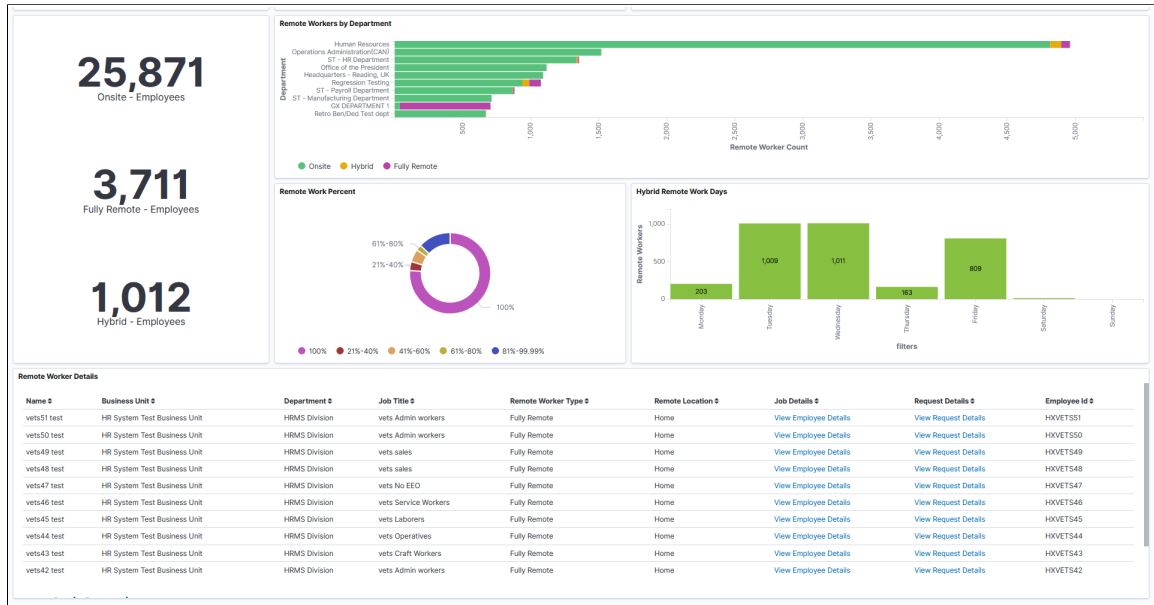 25,871
Onsite - Employees
3,711
Fully Remote - Employees
1,012
Hybrid - Employees
Remote Workers by Department
Department
Human Resources
Operations Administration(CAN)
ST - HR Department
Office of the President
Headquarters - Reading, UK
Regression Testing
ST - Payroll Department
ST - Manufacturing Department
GX DEPARTMENT 1
Retro Ben/Ded Test dept
500 1,000 1,500 2,000 2,500 3,000 3,500 4,000 4,500 5,000
Remote Worker Count
Onsite Hybrid Fully Remote
Remote Work Percent
61%-80%
21%-40%
100%
100% 21%-40% 41%-60% 61%-80% 81%-99.99%
Hybrid Remote Work Days
Remote Workers
1,000
500
0
203 1,009 1,011 163 809
Monday Tuesday Wednesday Thursday Friday Saturday Sunday
filters
Remote Worker Details
Name Business Unit Department Job Title Remote Worker Type Remote Location Job Details Request Details Employee Id
vets51 test HR System Test Business Unit HRMS Division vets Admin workers Fully Remote Home View Employee Details View Request Details HXVETS51
vets50 test HR System Test Business Unit HRMS Division vets Admin workers Fully Remote Home View Employee Details View Request Details HXVETS50
vets49 test HR System Test Business Unit HRMS Division vets sales Fully Remote Home View Employee Details View Request Details HXVETS49
vets48 test HR System Test Business Unit HRMS Division vets sales Fully Remote Home View Employee Details View Request Details HXVETS48
vets47 test HR System Test Business Unit HRMS Division vets No EEO Fully Remote Home View Employee Details View Request Details HXVETS47
vets46 test HR System Test Business Unit HRMS Division vets Service Workers Fully Remote Home View Employee Details View Request Details HXVETS46
vets45 test HR System Test Business Unit HRMS Division vets Laborers Fully Remote Home View Employee Details View Request Details HXVETS45
vets44 test HR System Test Business Unit HRMS Division vets Operatives Fully Remote Home View Employee Details View Request Details HXVETS44
vets43 test HR System Test Business Unit HRMS Division vets Craft Workers Fully Remote Home View Employee Details View Request Details HXVETS43
vets42 test HR System Test Business Unit HRMS Division vets Admin workers Fully Remote Home View Employee Details View Request Details HXVETS42